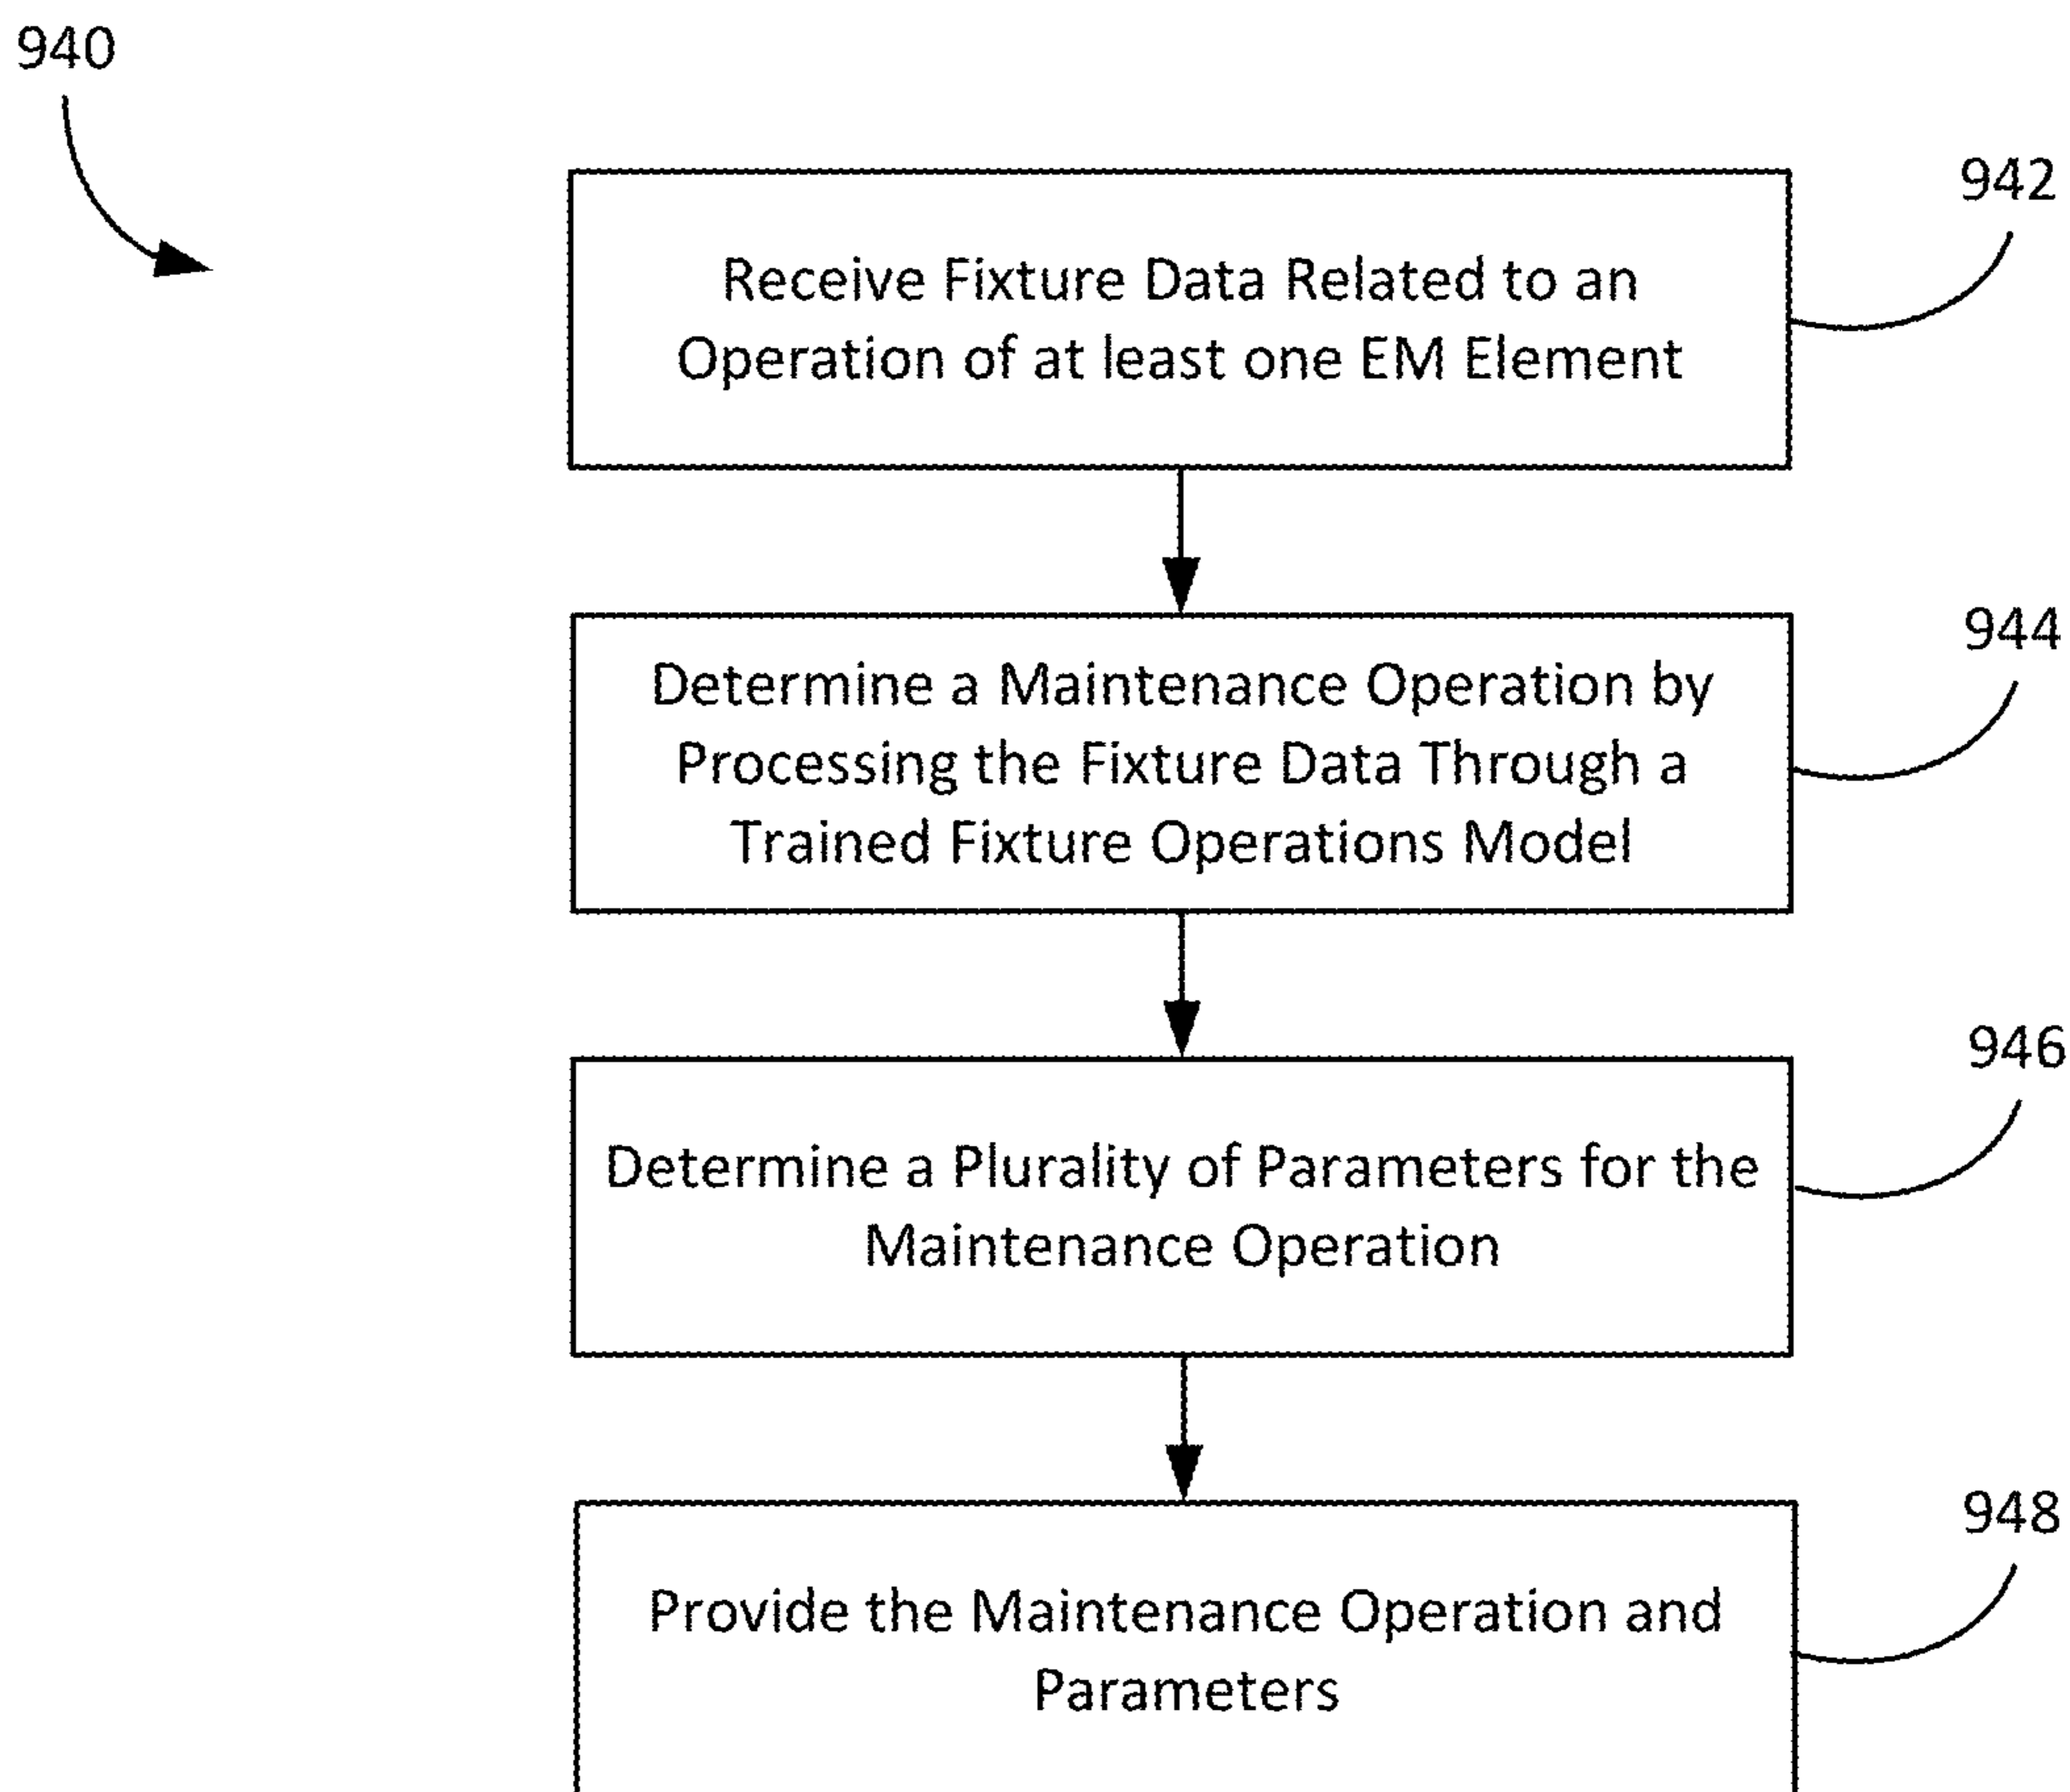 940
942
Receive Fixture Data Related to an
Operation of at least one EM Element
944
Determine a Maintenance Operation by
Processing the Fixture Data Through a
Trained Fixture Operations Model
946
Determine a Plurality of Parameters for the
Maintenance Operation
948
Provide the Maintenance Operation and
Parameters